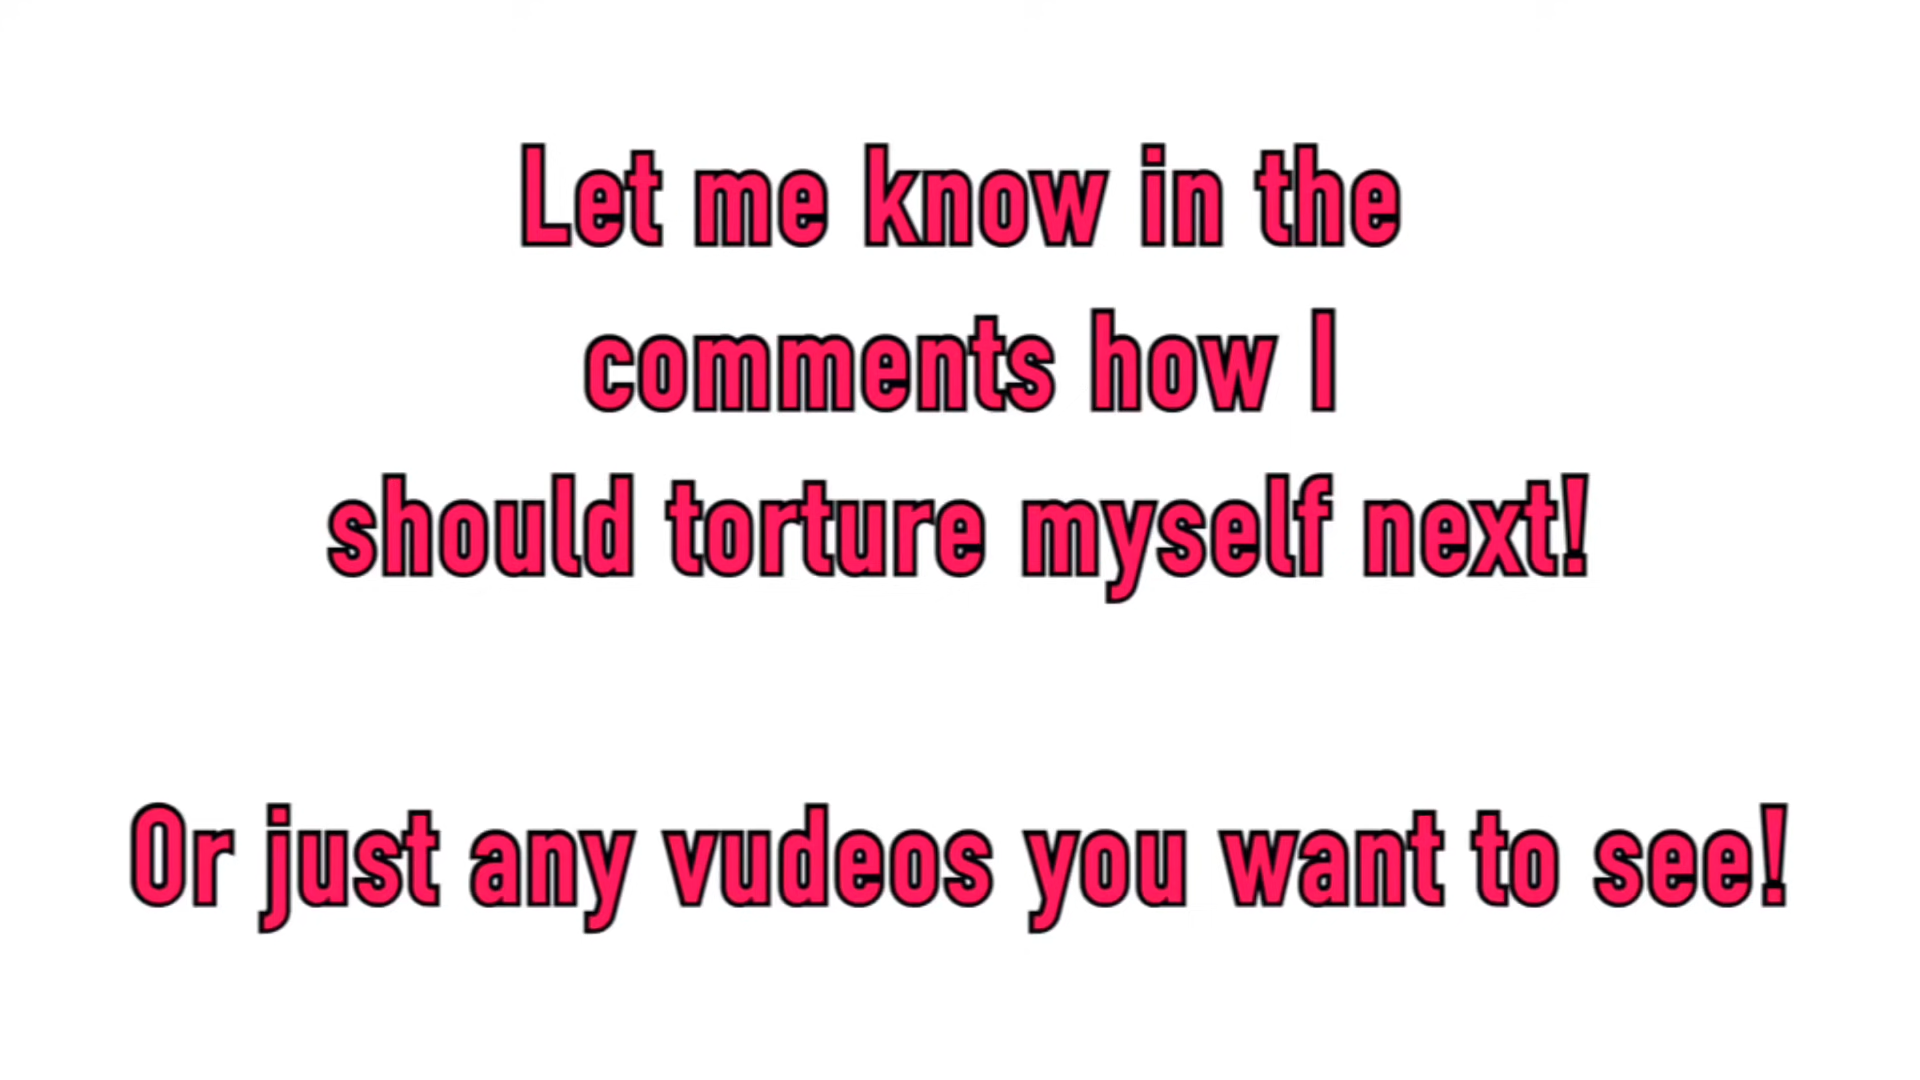 Let me know in the
comments how I
should torture myself next!
Or just any vudeos you want to see!